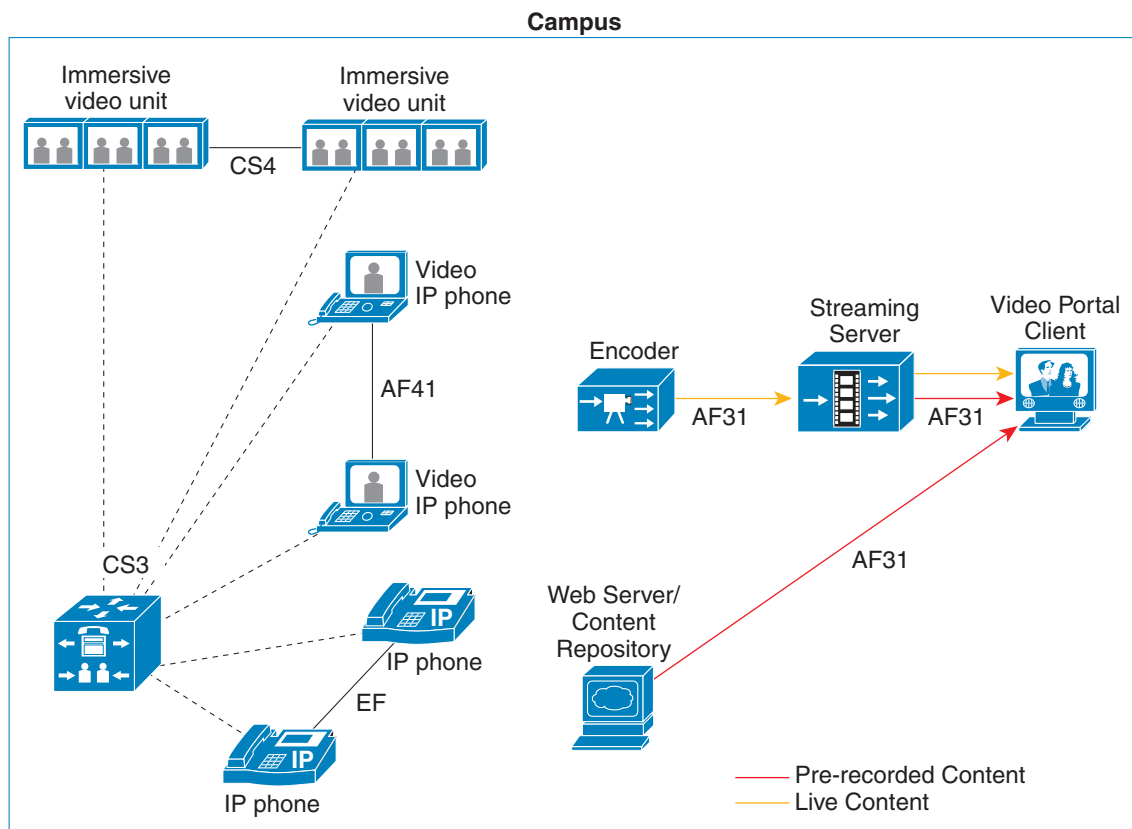 Campus
Immersive
video unit
Immersive
video unit
CS4
Video
IP phone
AF41
Video
IP phone
CS3
IP
IP phone
EF
IP
IP phone
Encoder
AF31
Streaming
Server
AF31
Video Portal
Client
AF31
Web Server/
Content
Repository
Pre-recorded Content
Live Content